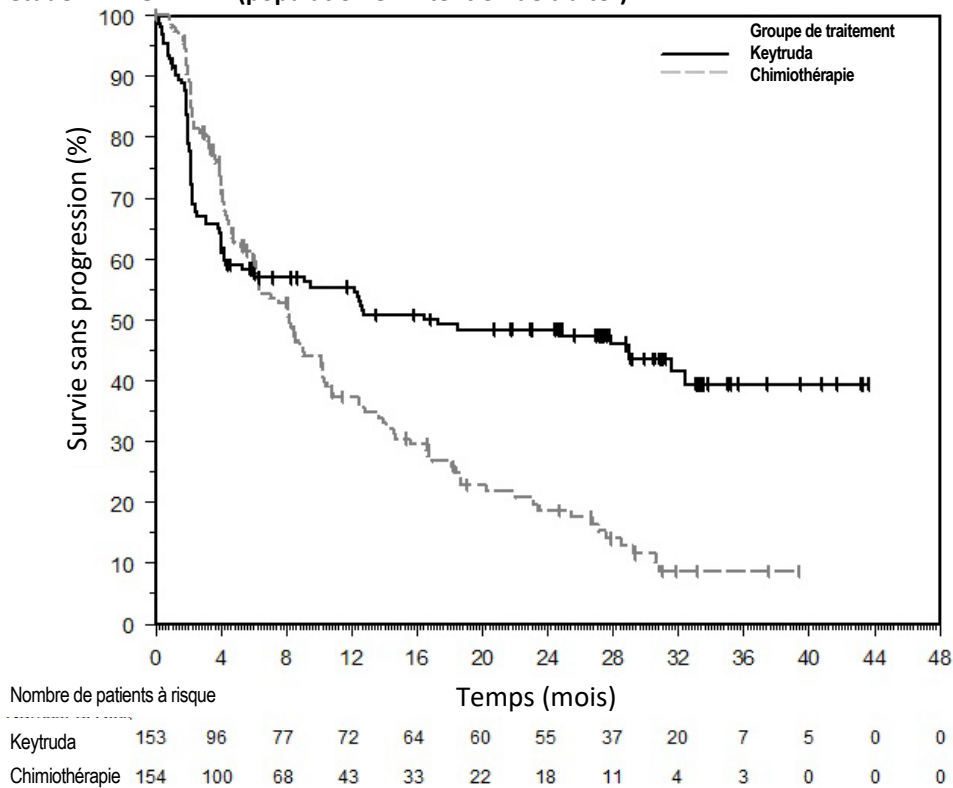 Groupe de traitement
Keytruda
Chimiothérapie
Survie sans progression (%)
100
90
80
70
60
50
40
30
20
10
0
0 4 8 12 16 20 24 28 32 36 40 44 48
Temps (mois)
Nombre de patients à risque
Keytruda 153 96 77 72 64 60 55 37 20 7 5 0 0
Chimiothérapie 154 100 68 43 33 22 18 11 4 3 0 0 0